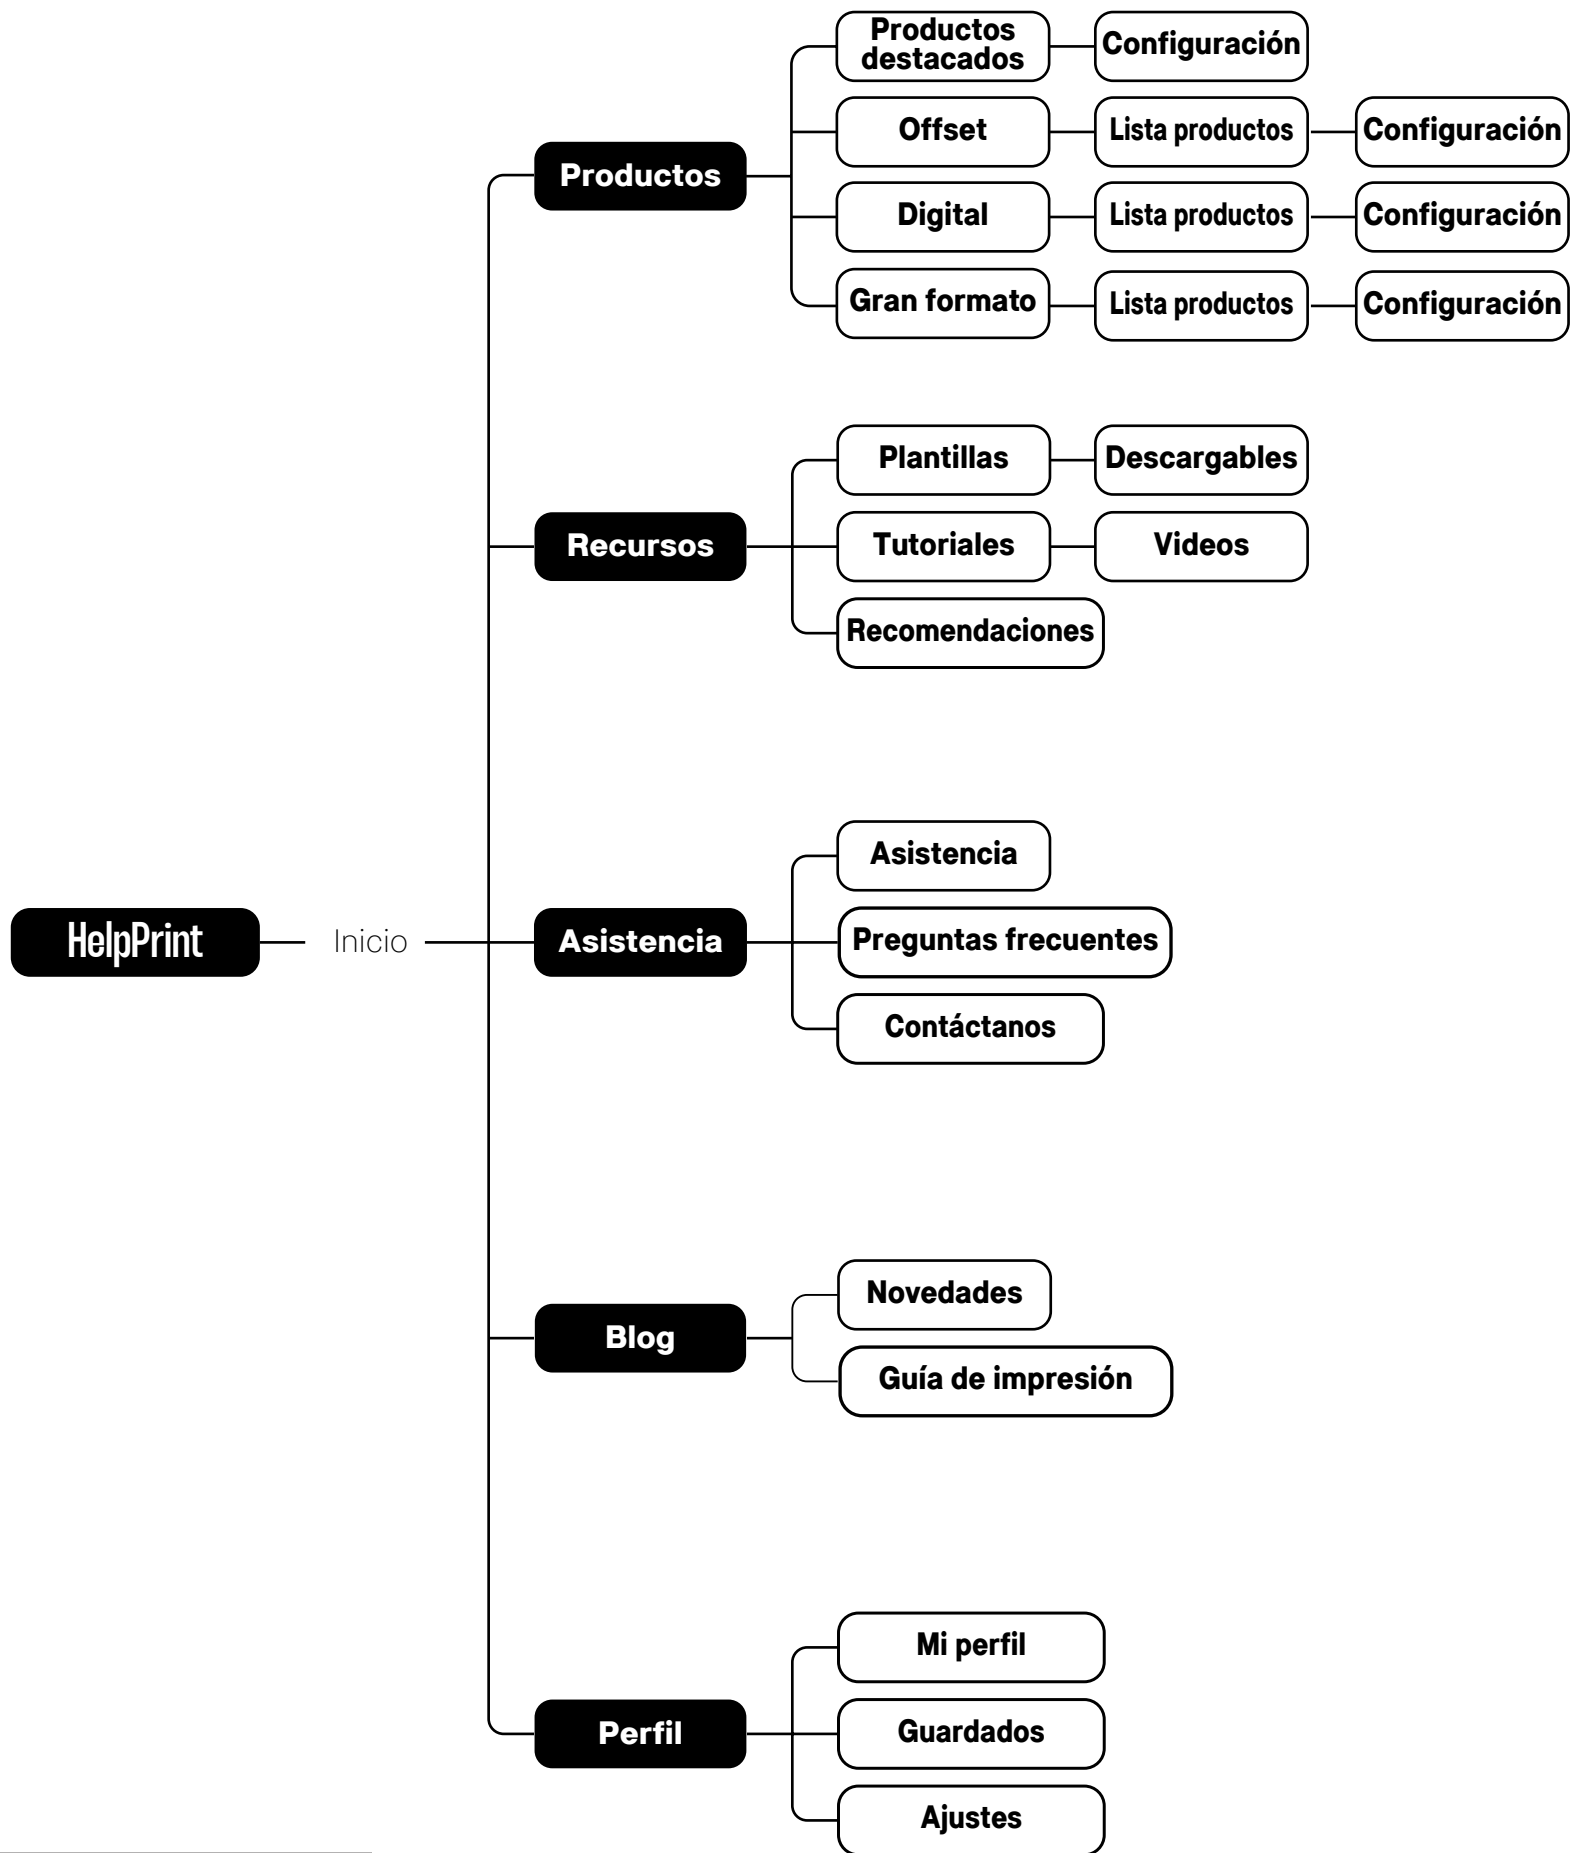 Productos
destacados
Configuración
Offset
Lista productos
Configuración
Productos
Digital
Lista productos
Configuración
Gran formato
Lista productos
Configuración
Plantillas
Descargables
Recursos
Tutoriales
Videos
Recomendaciones
Asistencia
HelpPrint
Inicio
Asistencia
Preguntas frecuentes
Contáctanos
Novedades
Blog
Guía de impresión
Mi perfil
Perfil
Guardados
Ajustes